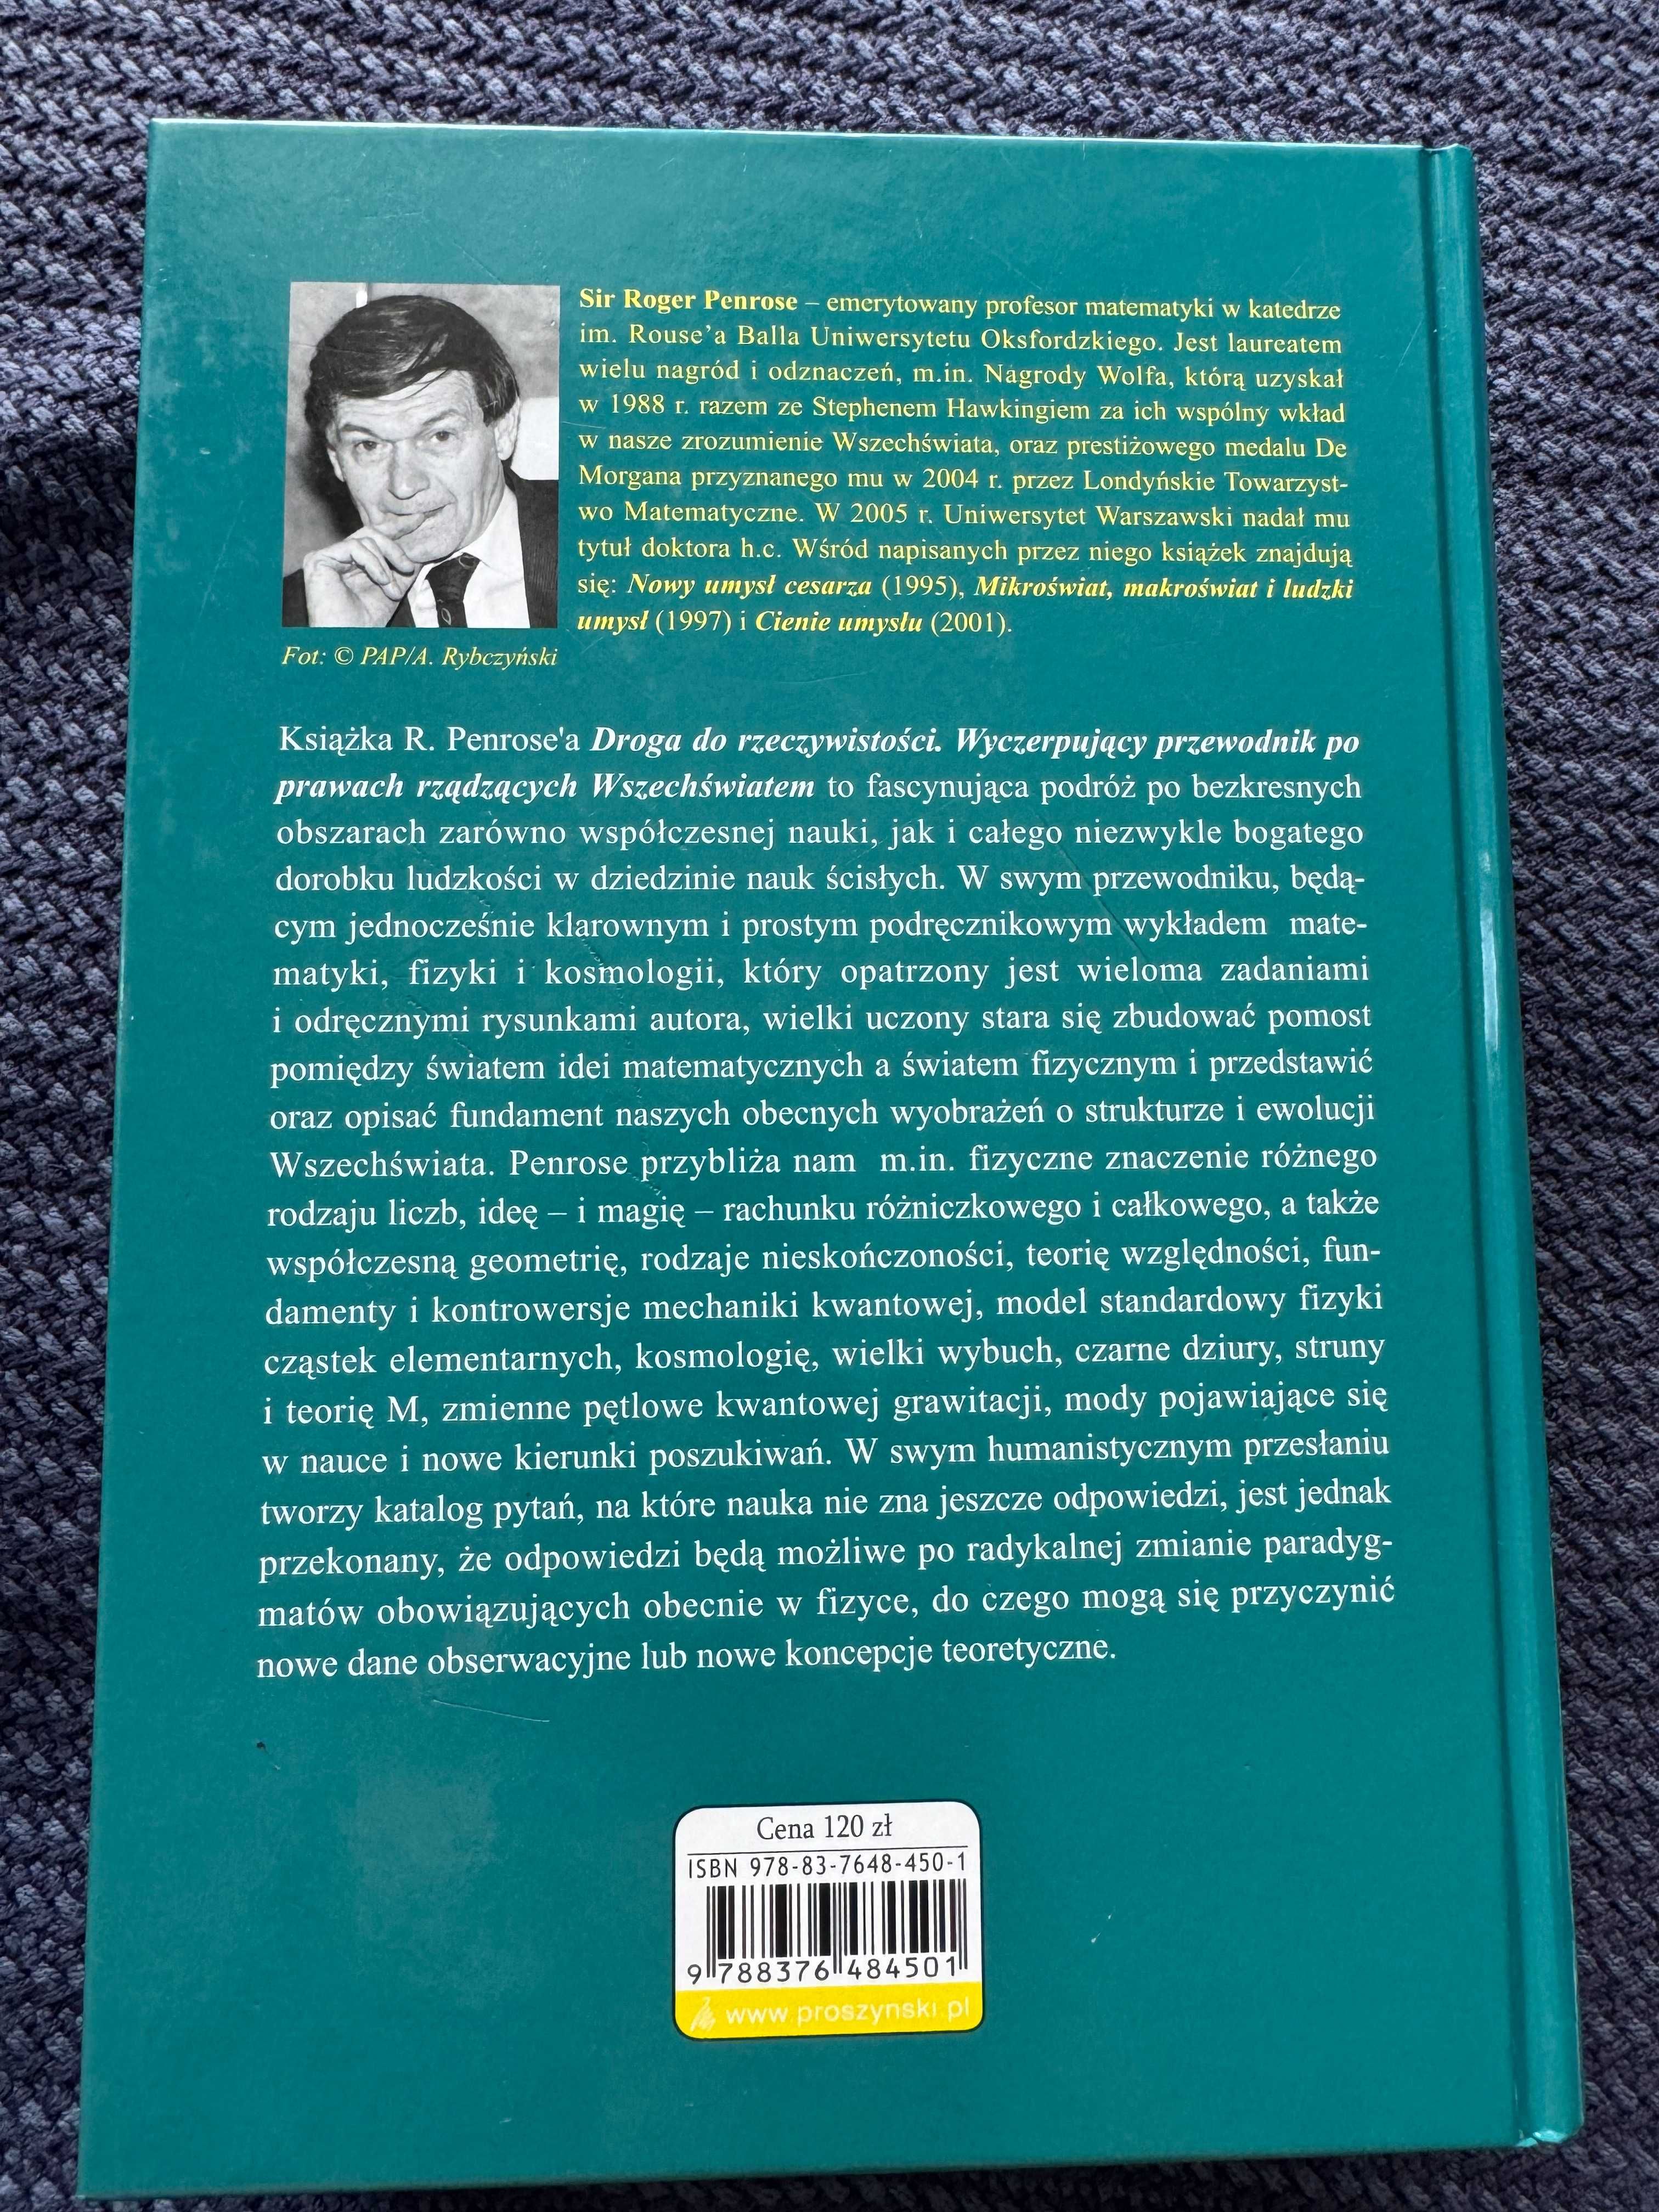 Sir Roger Penrose – emerytowany profesor matematyki w katedrze
im. Rouse’a Balla Uniwersytetu Oksfordzkiego. Jest laureatem
wielu nagród i odznaczeń, m.in. Nagrody Wolfa, którą uzyskał
w 1988 r. razem ze Stephenem Hawkingiem za ich wspólny wkład
w nasze zrozumienie Wszechświata, oraz prestiżowego medalu De
Morgana przyznanego mu w 2004 r. przez Londyńskie Towarzyst-
wo Matematyczne. W 2005 r. Uniwersytet Warszawski nadał mu
tytuł doktora h.c. Wśród napisanych przez niego książek znajdują
się: Nowy umysł cesarza (1995), Mikroświat, makroświat i ludzki
umysł (1997) i Cienie umysłu (2001).
Fot: © PAP/A. Rybczyński
Książka R. Penrose'a Droga do rzeczywistości. Wyczerpujący przewodnik po
prawach rządzących Wszechświatem to fascynująca podróż po bezkresnych
obszarach zarówno współczesnej nauki, jak i całego niezwykle bogatego
dorobku ludzkości w dziedzinie nauk ścisłych. W swym przewodniku, będą-
cym jednocześnie klarownym i prostym podręcznikowym wykładem mate-
matyki, fizyki i kosmologii, który opatrzony jest wieloma zadaniami
i odręcznymi rysunkami autora, wielki uczony stara się zbudować pomost
pomiędzy światem idei matematycznych a światem fizycznym i przedstawić
oraz opisać fundament naszych obecnych wyobrażeń o strukturze i ewolucji
Wszechświata. Penrose przybliża nam m.in. fizyczne znaczenie różnego
rodzaju liczb, ideę – i magię – rachunku różniczkowego i całkowego, a także
współczesną geometrię, rodzaje nieskończoności, teorię względności, fun-
damenty i kontrowersje mechaniki kwantowej, model standardowy fizyki
cząstek elementarnych, kosmologię, wielki wybuch, czarne dziury, struny
i teorię M, zmienne pętlowe kwantowej grawitacji, mody pojawiające się
w nauce i nowe kierunki poszukiwań. W swym humanistycznym przesłaniu
tworzy katalog pytań, na które nauka nie zna jeszcze odpowiedzi, jest jednak
przekonany, że odpowiedzi będą możliwe po radykalnej zmianie paradyg-
matów obowiązujących obecnie w fizyce, do czego mogą się przyczynić
nowe dane obserwacyjne lub nowe koncepcje teoretyczne.
Cena 120 zł
ISBN 978-83-7648-450-1
9 788376 484501
www.proszynski.pl